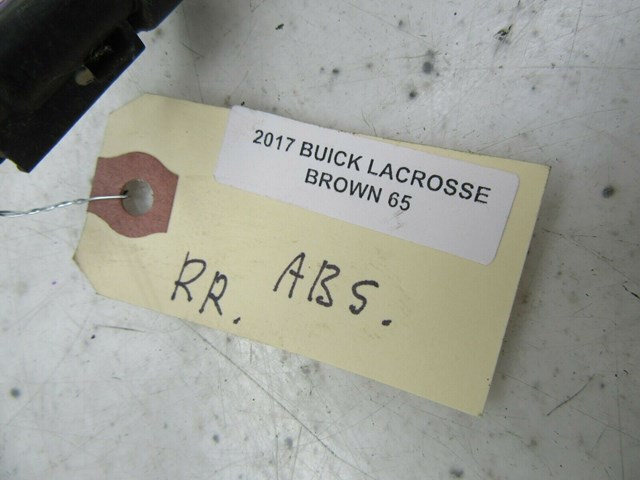 2017 BUICK LACROSSE
BROWN 65
RR. ABS.